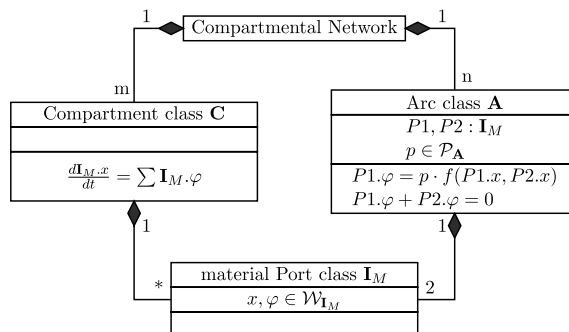 1 Compartmental Network 1
m
n
Compartment class C
Arc class A
P1, P2 : I_M
p ∈ P_A
d I_M.x / dt = ∑ I_M.φ
P1.φ = p · f(P1.x, P2.x)
P1.φ + P2.φ = 0
1
1
*
material Port class I_M
2
x, φ ∈ W_{I_M}